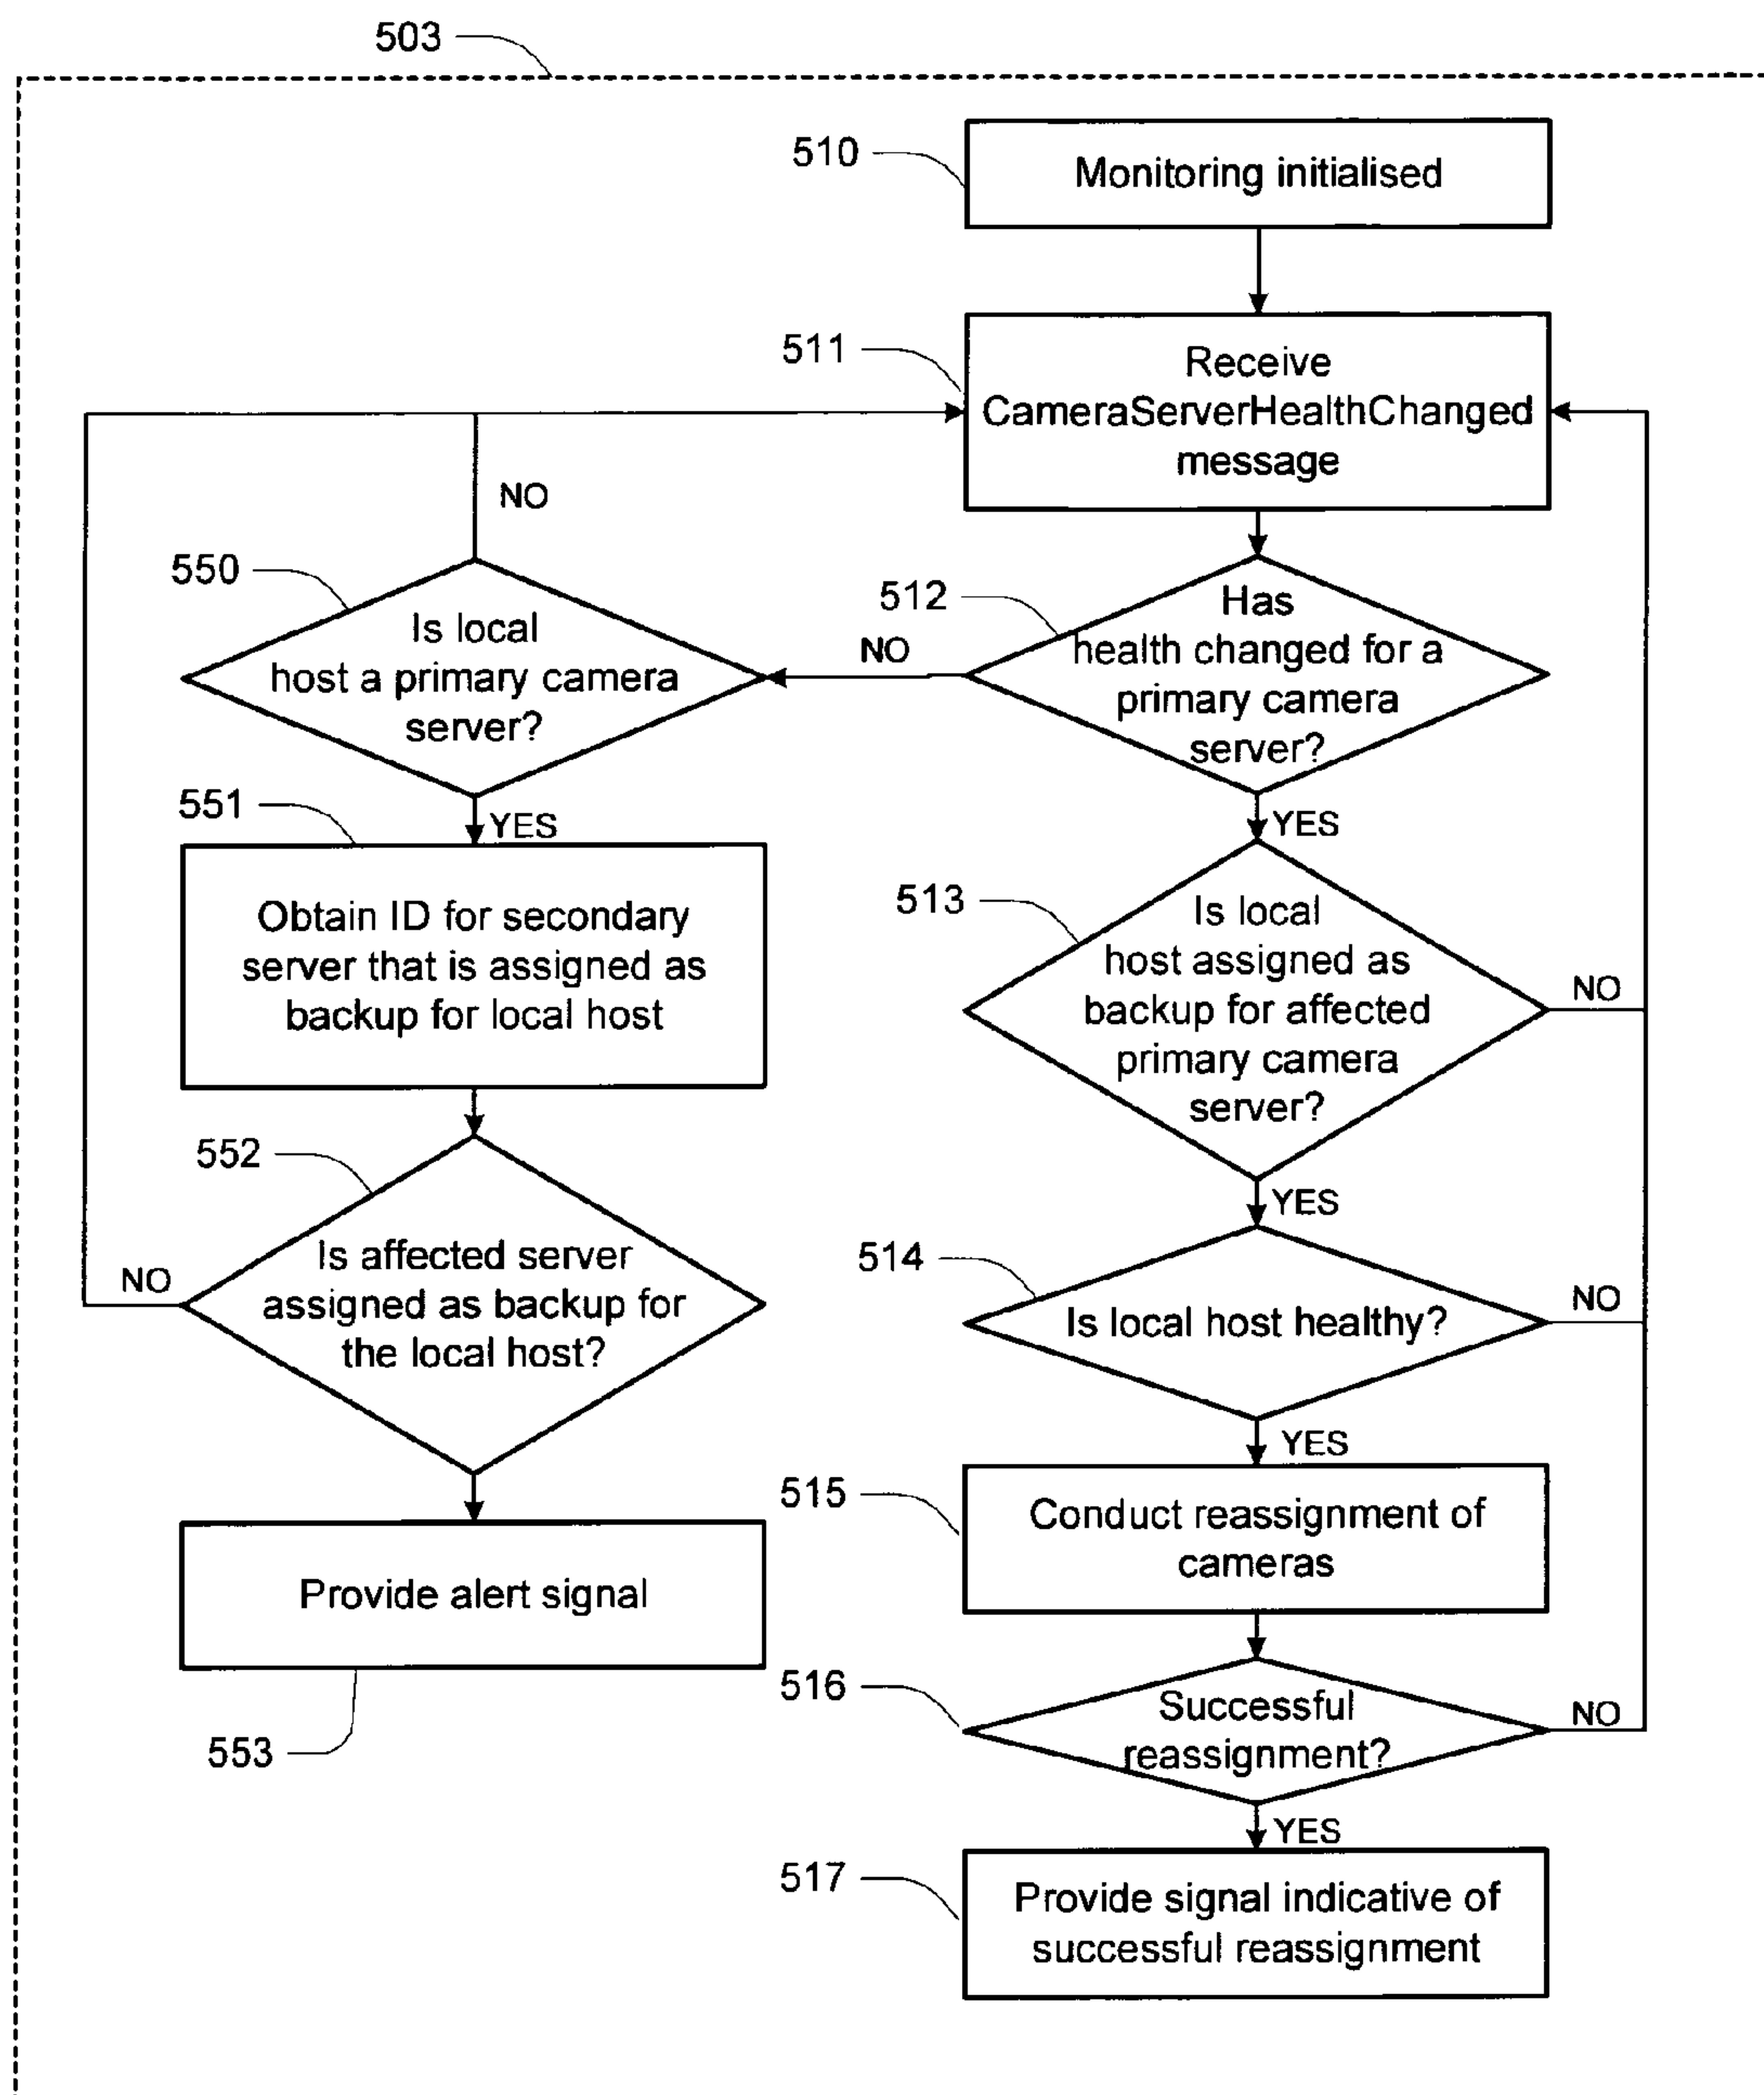 503
510
Monitoring initialised
511
Receive
CameraServerHealthChanged
message
NO
550
Is local
host a primary camera
server?
512
Has
health changed for a
primary camera
server?
NO
551
YES
YES
Obtain ID for secondary
server that is assigned as
backup for local host
513
Is local
host assigned as
backup for affected
primary camera
server?
NO
552
YES
Is affected server
assigned as backup for
the local host?
NO
514
Is local host healthy?
NO
YES
515
Conduct reassignment of
cameras
Provide alert signal
553
516
Successful
reassignment?
NO
YES
517
Provide signal indicative of
successful reassignment